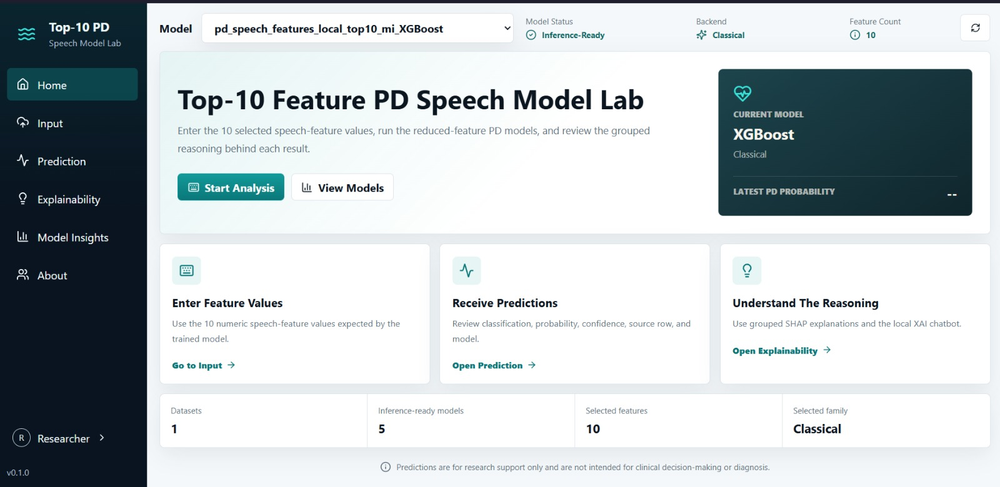 Top-10 PD
Speech Model Lab
Home
Input
Prediction
Explainability
Model Insights
About
R
Researcher
v0.1.0
Model
pd_speech_features_local_top10_mi_XGBoost
Model Status
Inference-Ready
Backend
Classical
Feature Count
10
Top-10 Feature PD Speech Model Lab
Enter the 10 selected speech-feature values, run the reduced-feature PD models, and review the grouped
reasoning behind each result.
Start Analysis
View Models
CURRENT MODEL
XGBoost
Classical
LATEST PD PROBABILITY
--
Enter Feature Values
Use the 10 numeric speech-feature values expected by the
trained model.
Go to Input
Receive Predictions
Review classification, probability, confidence, source row, and
model.
Open Prediction
Understand The Reasoning
Use grouped SHAP explanations and the local XAI chatbot.
Open Explainability
Datasets
1
Inference-ready models
5
Selected features
10
Selected family
Classical
Predictions are for research support only and are not intended for clinical decision-making or diagnosis.